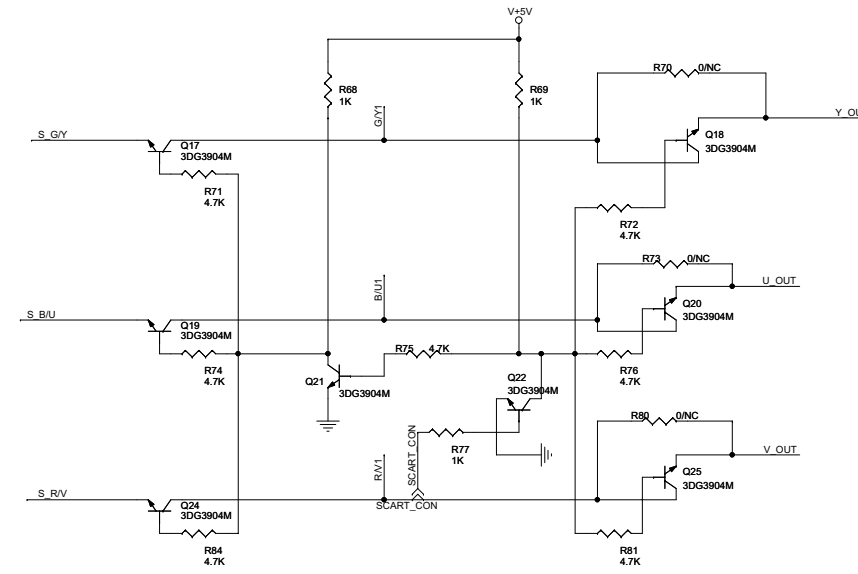 V+5V
R70 0/NC
R68
1K
R69
1K
G/Y1
Y_OU
S_G/Y
Q17
3DG3904M
Q18
3DG3904M
R71
4.7K
R72
4.7K
R73 0/NC
B/U1
U_OUT
S_B/U
Q19
3DG3904M
Q20
3DG3904M
R75 4.7K
R74
4.7K
Q21
3DG3904M
Q22
3DG3904M
R76
4.7K
R80 0/NC
SCART_CON
R77
1K
V_OUT
R/V1
Q25
3DG3904M
S_R/V
SCART_CON
Q24
3DG3904M
R84
4.7K
R81
4.7K